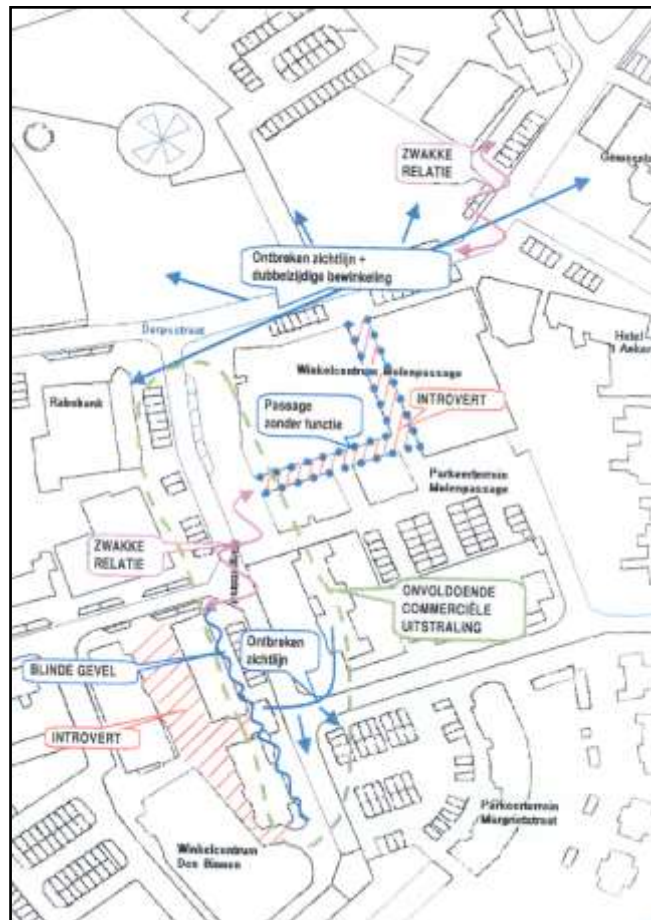 ZWAKKE
RELATIE
Ontbreken zichtlijn +
dubbelzijdige bewinkeling
Dorpsstraat
Hotel
Rabobank
Winkelcentrum Molenpassage
Passage
zonder functie
INTROVERT
Parkeerterrein
Molenpassage
ZWAKKE
RELATIE
ONVOLDOENDE
COMMERCIËLE
UITSTRALING
Ontbreken
zichtlijn
BLINDE GEVEL
INTROVERT
Parkeerterrein
Margrietstraat
Winkelcentrum
Den Binnen